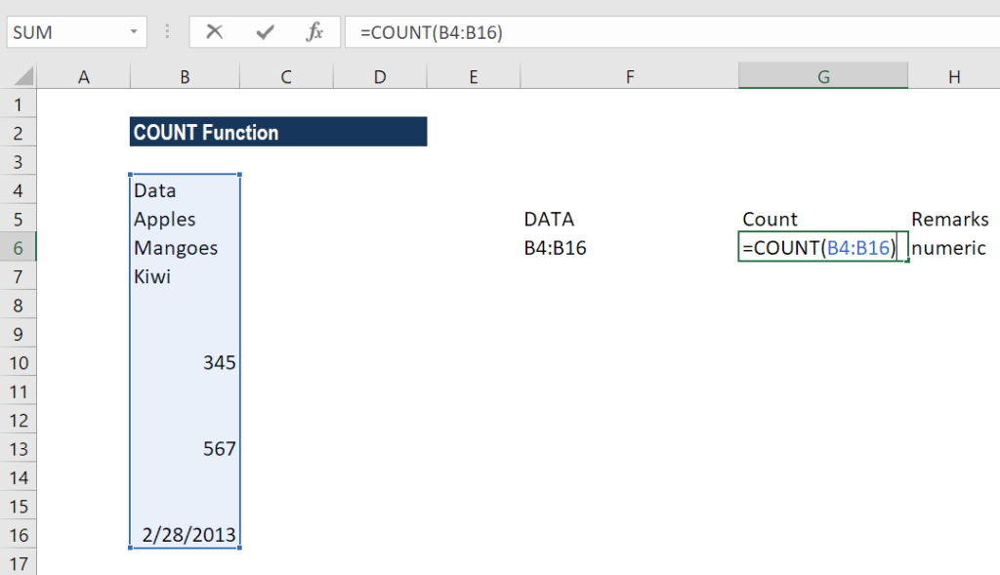 SUM fx =COUNT(B4:B16)
A B C D E F G H
1
2 COUNT Function
3
4 Data
5 Apples DATA Count Remarks
6 Mangoes B4:B16 =COUNT(B4:B16) numeric
7 Kiwi
8
9
10 345
11
12
13 567
14
15
16 2/28/2013
17